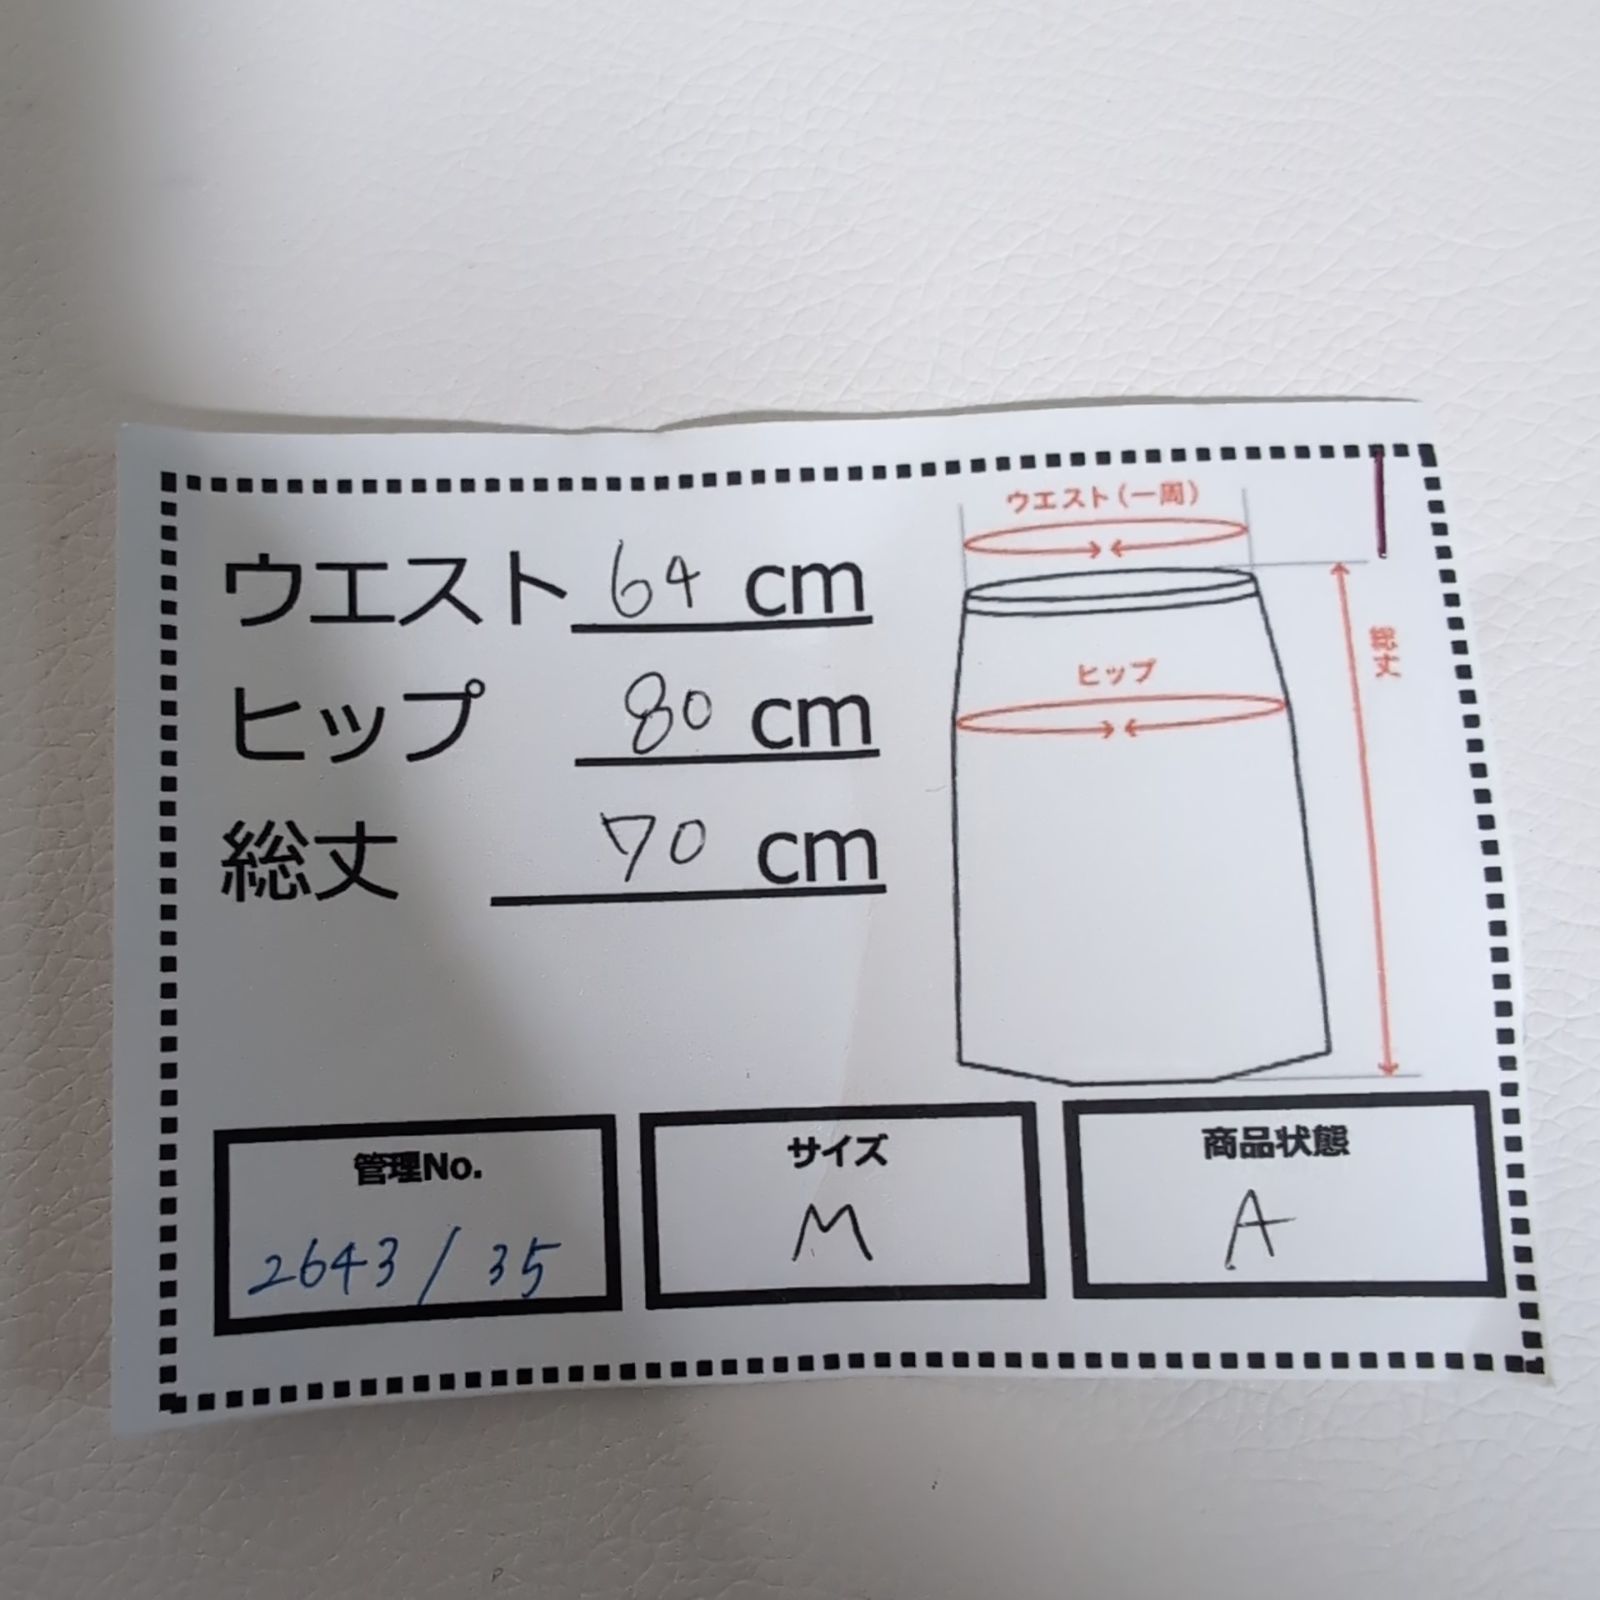 ウエスト 64 cm
ヒップ 80 cm
総丈 70 cm
ウエスト(一周)
ヒップ
総丈
管理No.
2643/35
サイズ
M
商品状態
A